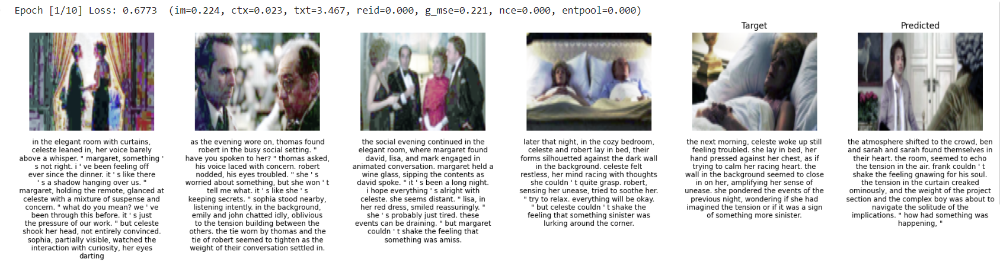 Epoch [1/10] Loss: 0.6773  (im=0.224, ctx=0.023, txt=3.467, reid=0.000, g_mse=0.221, nce=0.000, entpool=0.000)
in the elegant room with curtains,
celeste leaned in, her voice barely
above a whisper. " margaret, something '
s not right. i ' ve been feeling off
ever since the dinner. it ' s like there
' s a shadow hanging over us. "
margaret, holding the remote, glanced at
celeste with a mixture of suspense and
concern. " what do you mean? we ' ve
been through this before. it ' s just
the pressure of our work. " but celeste
shook her head, not entirely convinced.
sophia, partially visible, watched the
interaction with curiosity, her eyes
darting
as the evening wore on, thomas found
robert in the busy social setting. "
have you spoken to her? " thomas asked,
his voice laced with concern. robert
nodded, his eyes troubled. " she ' s
worried about something, but she won ' t
tell me what. it ' s like she ' s
keeping secrets. " sophia stood nearby,
listening intently. in the background,
emily and john chatted idly, oblivious
to the tension building between the
others. the tie worn by thomas and the
tie of robert seemed to tighten as the
weight of their conversation settled in.
the social evening continued in the
elegant room, where margaret found
david, lisa, and mark engaged in
animated conversation. margaret held a
wine glass, sipping the contents as
david spoke. " it ' s been a long night.
i hope everything ' s alright with
celeste. she seems distant. " lisa, in
her red dress, smiled reassuringly. "
she ' s probably just tired. these
events can be draining. " but margaret
couldn ' t shake the feeling that
something was amiss.
later that night, in the cozy bedroom,
celeste and robert lay in bed, their
forms silhouetted against the dark wall
in the background. celeste felt
restless, her mind racing with thoughts
she couldn ' t quite grasp. robert,
sensing her unease, tried to soothe her.
" try to relax. everything will be okay.
" but celeste couldn ' t shake the
feeling that something sinister was
lurking around the corner.
Target
the next morning, celeste woke up still
feeling troubled. she lay in bed, her
hand pressed against her chest, as if
trying to calm her racing heart. the
wall in the background seemed to close
in on her, amplifying her sense of
unease. she pondered the events of the
previous night, wondering if she had
imagined the tension or if it was a sign
of something more sinister.
Predicted
the atmosphere shifted to the crowd, ben
and sarah and sarah found themselves in
their heart. the room, seemed to echo
the tension in the air. frank couldn ' t
shake the feeling gnawing for his soul.
the tension in the curtain creaked
ominously, and the weight of the project
section and the complex boy was about to
navigate the solitude of the
implications. " how had something was
happening, "